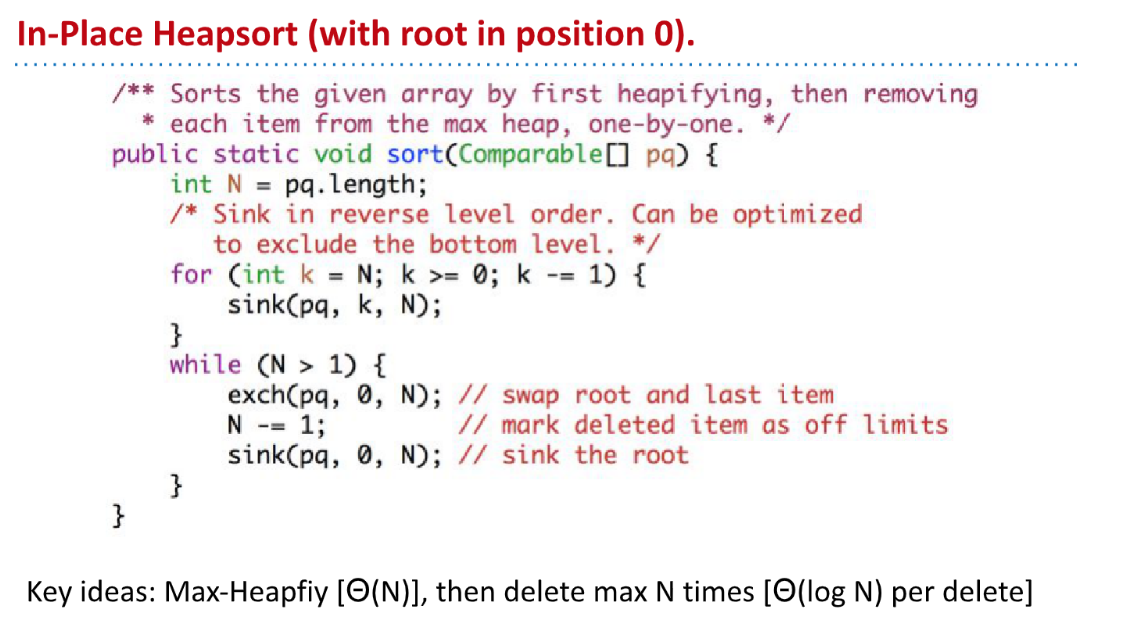 In-Place Heapsort (with root in position 0).
/** Sorts the given array by first heapifying, then removing
  * each item from the max heap, one-by-one. */
public static void sort(Comparable[] pq) {
    int N = pq.length;
    /* Sink in reverse level order. Can be optimized
       to exclude the bottom level. */
    for (int k = N; k >= 0; k -= 1) {
        sink(pq, k, N);
    }
    while (N > 1) {
        exch(pq, 0, N); // swap root and last item
        N -= 1;         // mark deleted item as off limits
        sink(pq, 0, N); // sink the root
    }
}
Key ideas: Max-Heapfiy [Θ(N)], then delete max N times [Θ(log N) per delete]